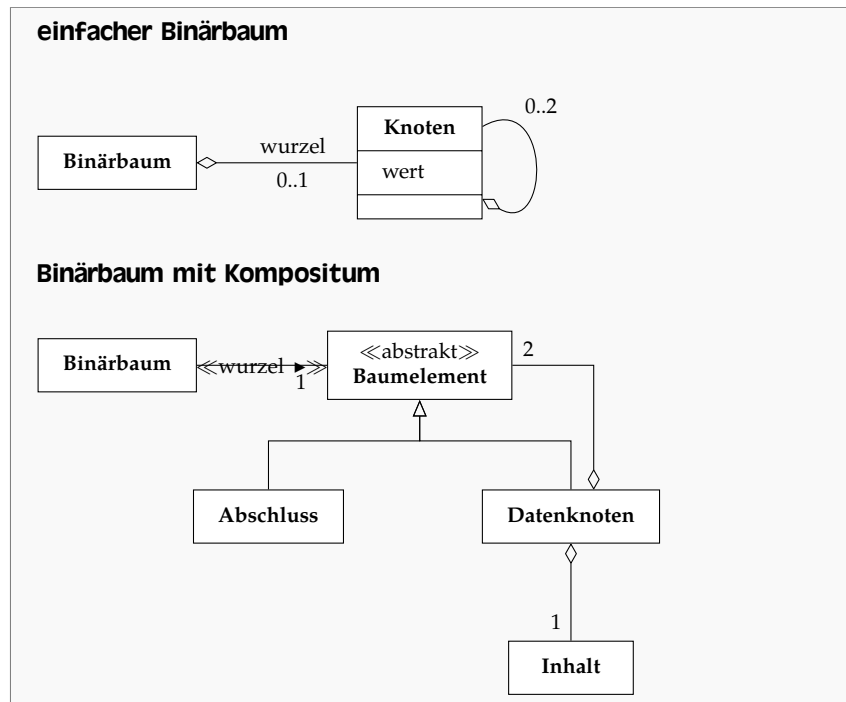 einfacher Binärbaum
0..2
Knoten
Binärbaum
wurzel
wert
0..1
Binärbaum mit Kompositum
≪abstrakt≫
2
Binärbaum
≪wurzel ▸≫
Baumelement
1
Abschluss
Datenknoten
1
Inhalt